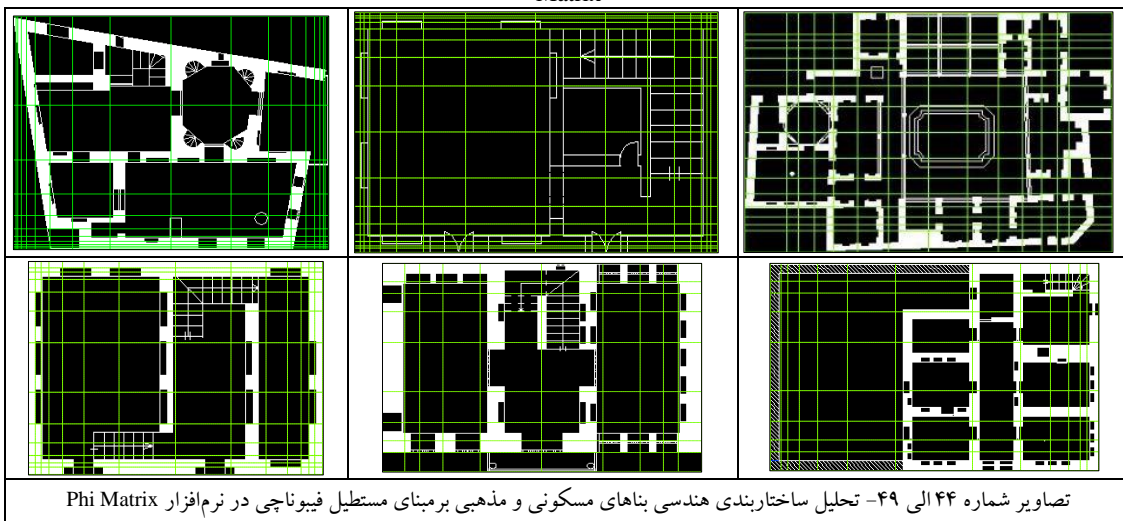 Matrix
تصاویر شماره ۴۴ الی ۴۹- تحلیل ساختاربندی هندسی بناهای مسکونی و مذهبی برمبنای مستطیل فیبوناچی در نرم‌افزار Phi Matrix